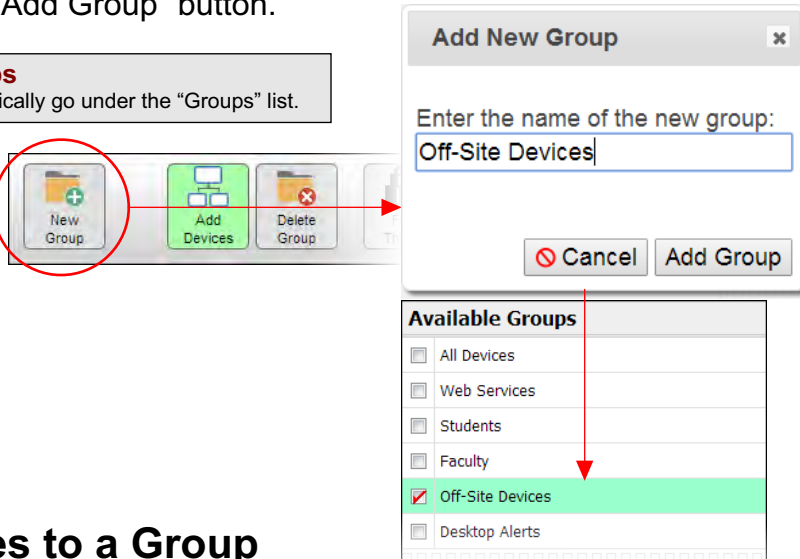 Add Group” button.
ically go under the “Groups” list.
New
Group
Add
Devices
Delete
Group
Add New Group
Enter the name of the new group:
Off-Site Devices
Cancel
Add Group
Available Groups
All Devices
Web Services
Students
Faculty
Off-Site Devices
Desktop Alerts
es to a Group